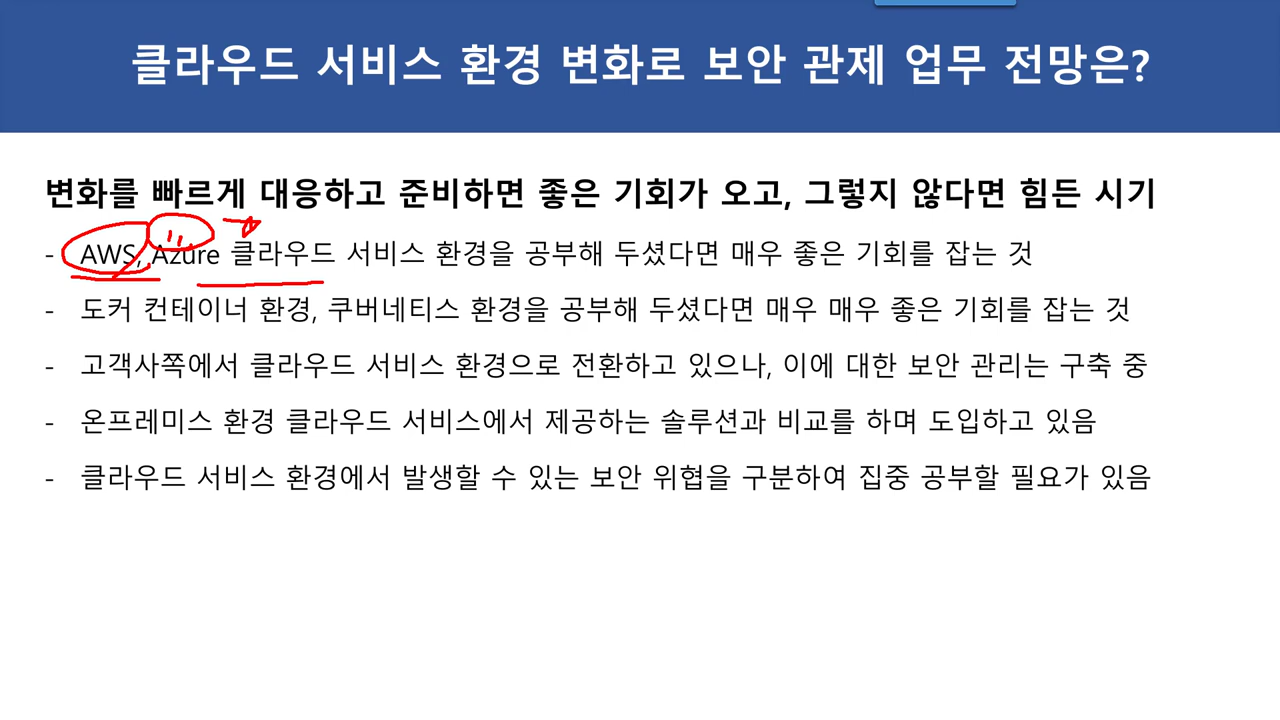 클라우드 서비스 환경 변화로 보안 관제 업무 전망은?
변화를 빠르게 대응하고 준비하면 좋은 기회가 오고, 그렇지 않다면 힘든 시기
- AWS, Azure 클라우드 서비스 환경을 공부해 두셨다면 매우 좋은 기회를 잡는 것
- 도커 컨테이너 환경, 쿠버네티스 환경을 공부해 두셨다면 매우 매우 좋은 기회를 잡는 것
- 고객사쪽에서 클라우드 서비스 환경으로 전환하고 있으나, 이에 대한 보안 관리는 구축 중
- 온프레미스 환경 클라우드 서비스에서 제공하는 솔루션과 비교를 하며 도입하고 있음
- 클라우드 서비스 환경에서 발생할 수 있는 보안 위협을 구분하여 집중 공부할 필요가 있음